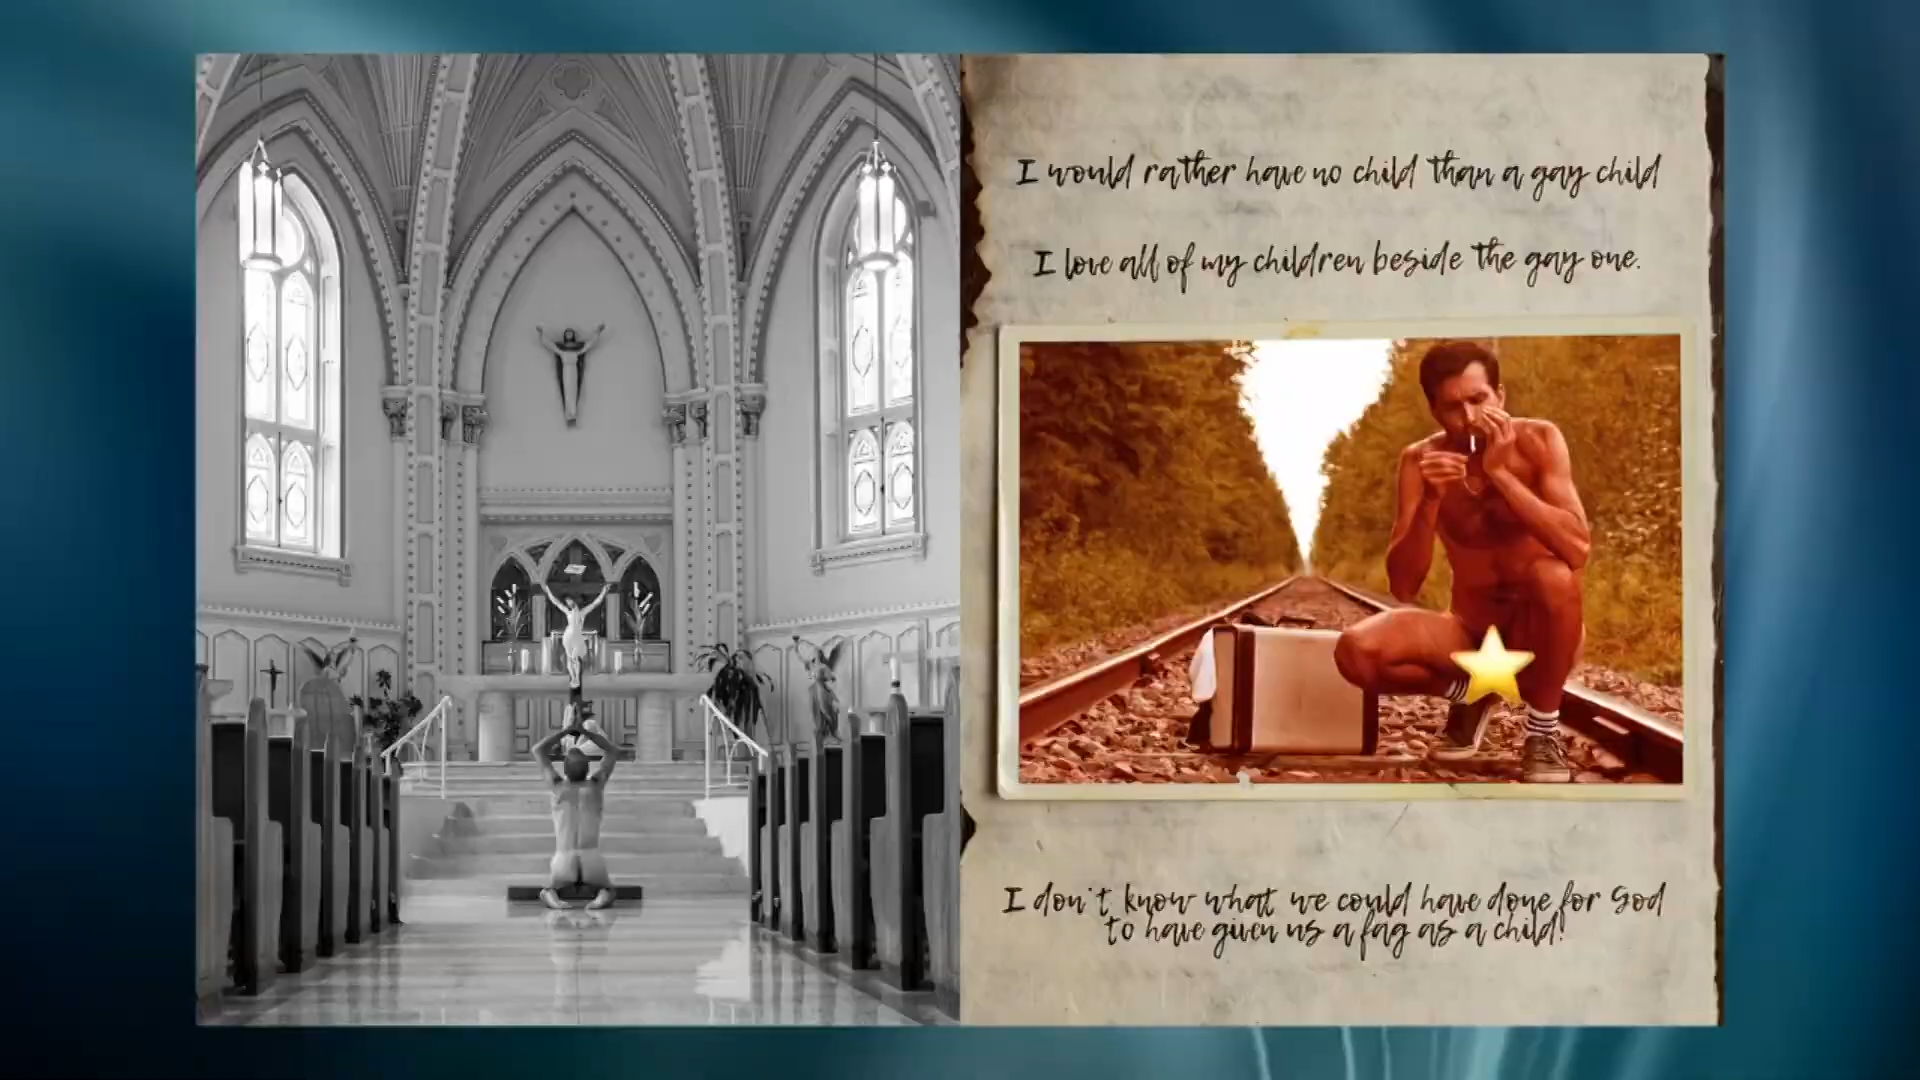 I would rather have no child than a gay child
I love all of my children beside the gay one.
I don't know what we could have done for God
to have given us a fag as a child!